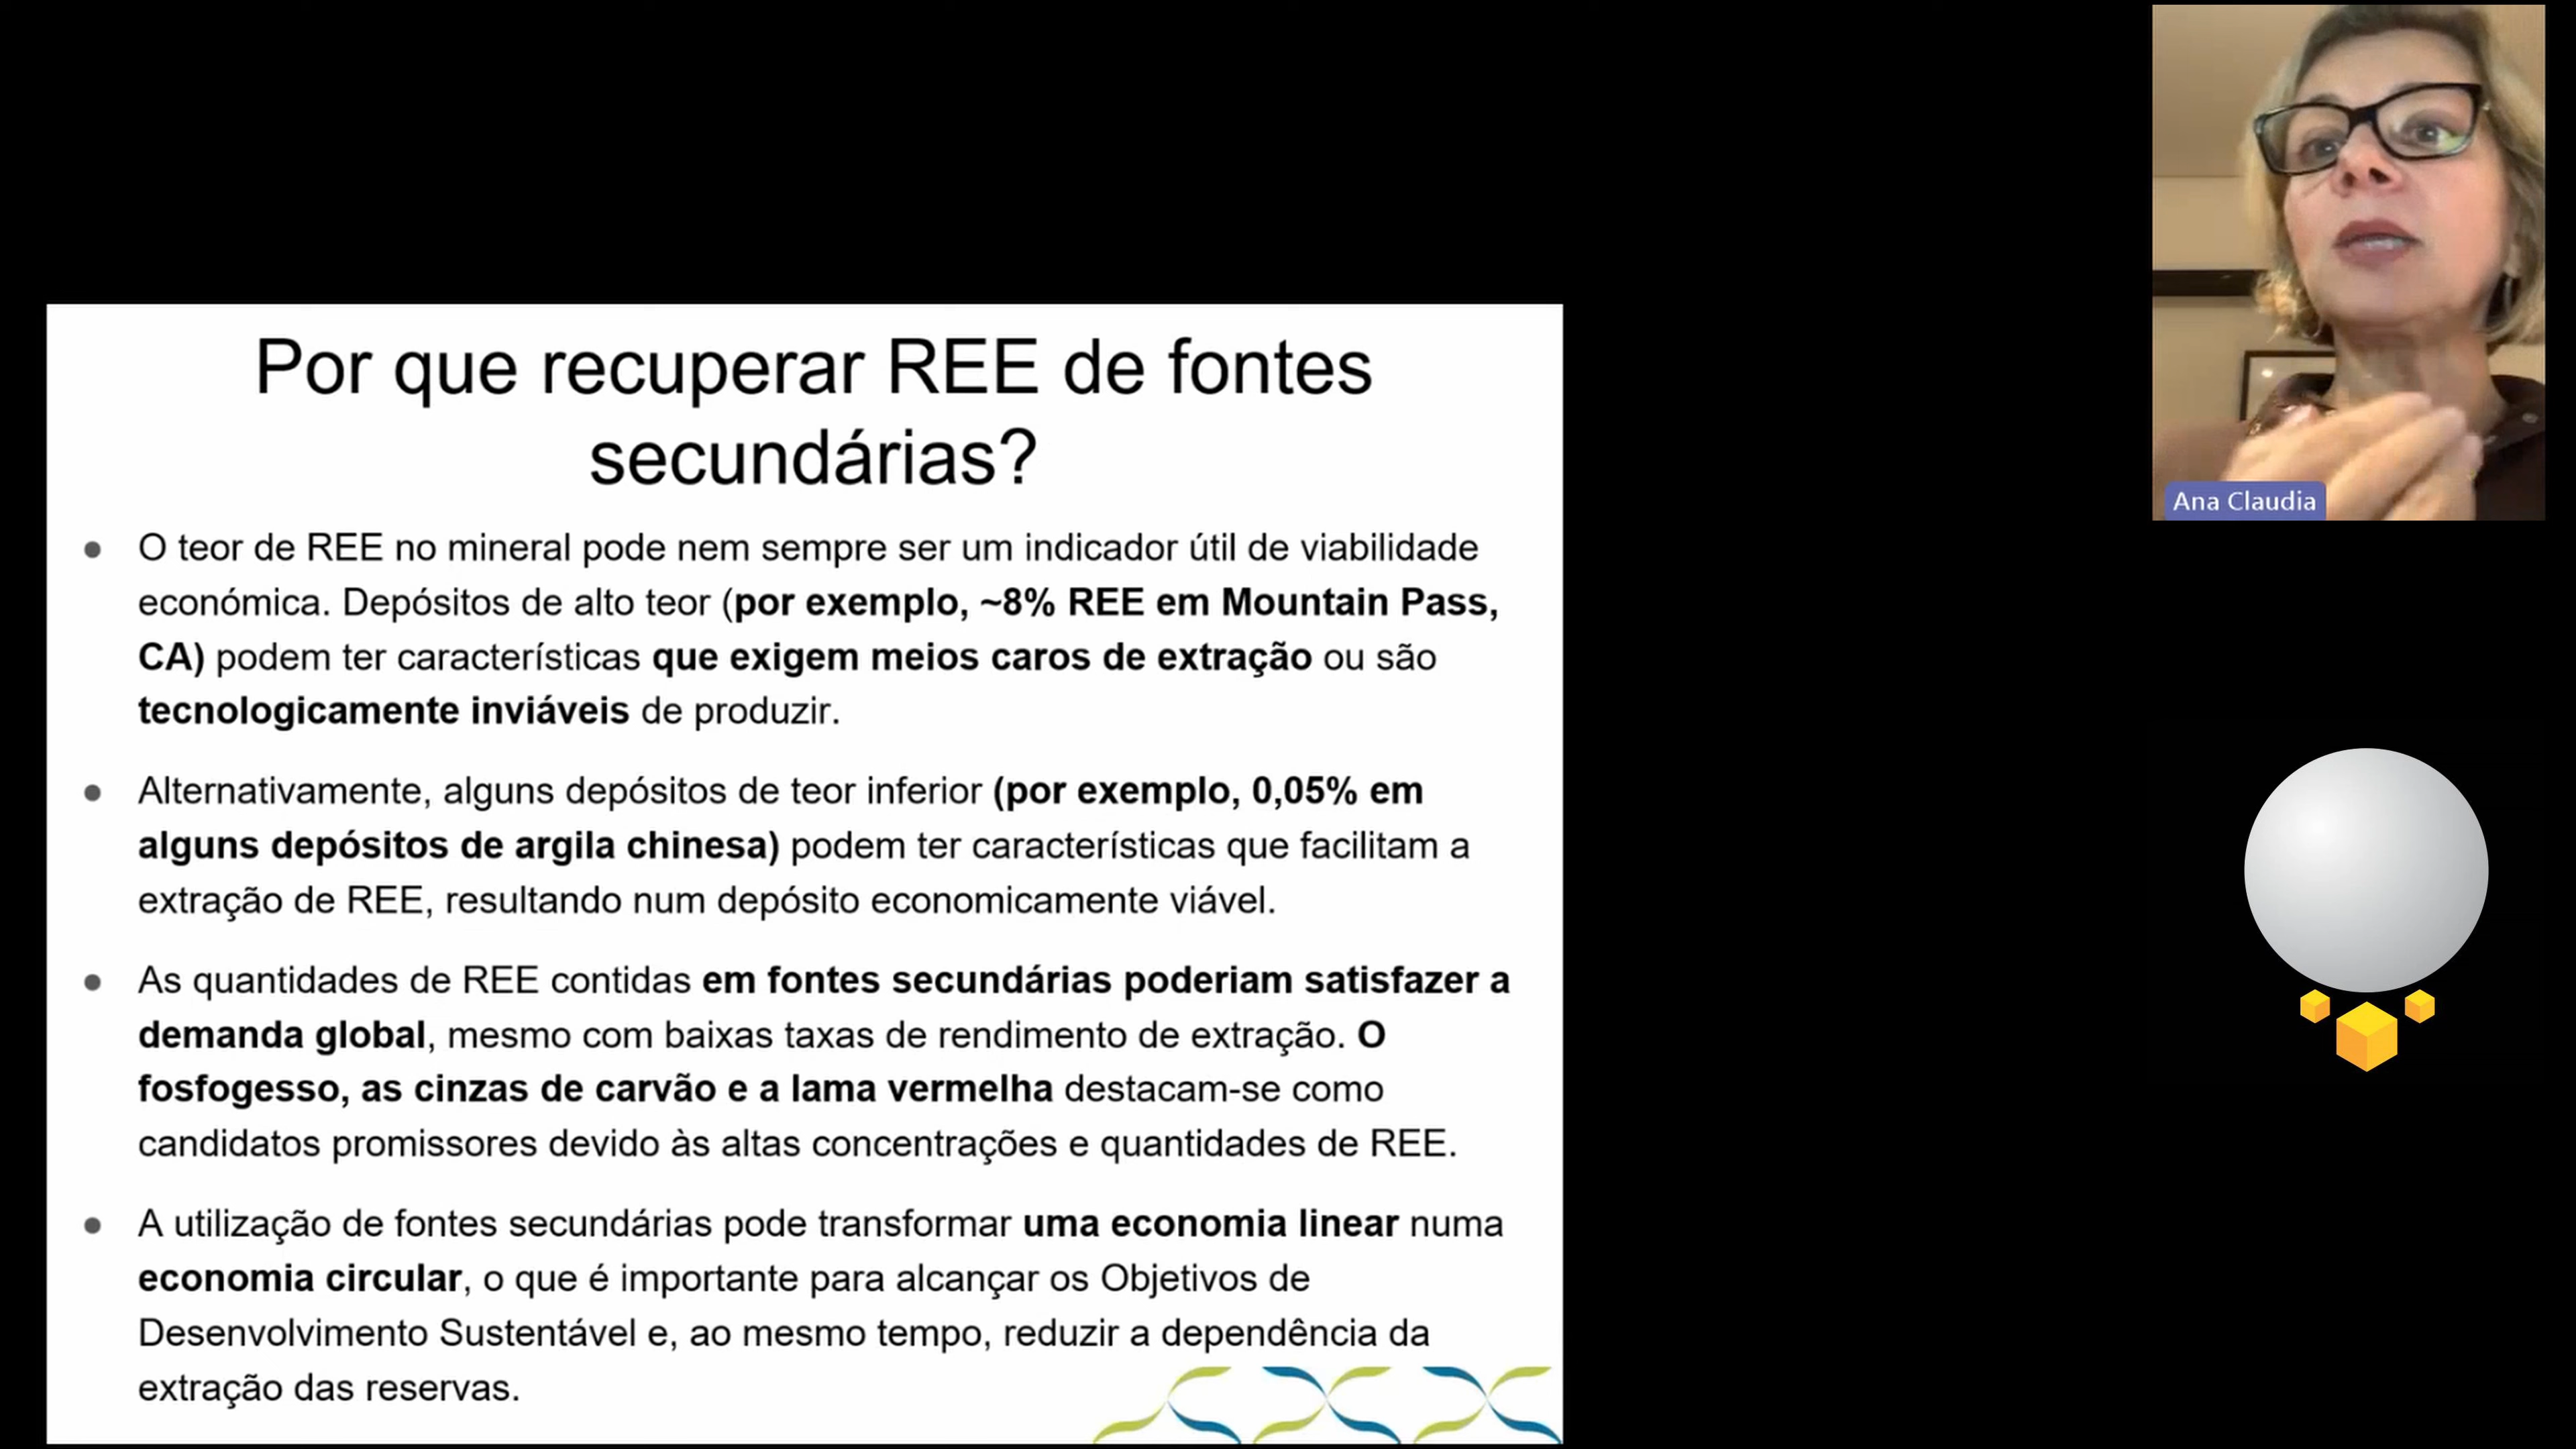 Por que recuperar REE de fontes
secundárias?
● O teor de REE no mineral pode nem sempre ser um indicador útil de viabilidade
económica. Depósitos de alto teor (por exemplo, ~8% REE em Mountain Pass,
CA) podem ter características que exigem meios caros de extração ou são
tecnologicamente inviáveis de produzir.
● Alternativamente, alguns depósitos de teor inferior (por exemplo, 0,05% em
alguns depósitos de argila chinesa) podem ter características que facilitam a
extração de REE, resultando num depósito economicamente viável.
● As quantidades de REE contidas em fontes secundárias poderiam satisfazer a
demanda global, mesmo com baixas taxas de rendimento de extração. O
fosfogesso, as cinzas de carvão e a lama vermelha destacam-se como
candidatos promissores devido às altas concentrações e quantidades de REE.
● A utilização de fontes secundárias pode transformar uma economia linear numa
economia circular, o que é importante para alcançar os Objetivos de
Desenvolvimento Sustentável e, ao mesmo tempo, reduzir a dependência da
extração das reservas.
Ana Claudia